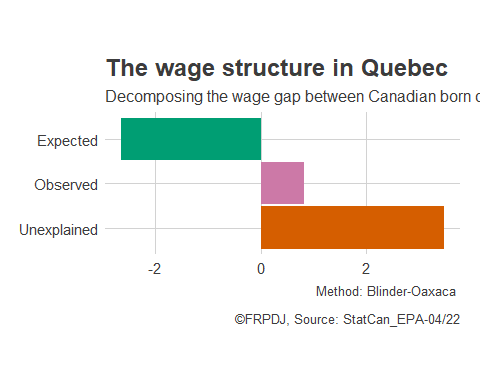 The wage structure in Quebec
Decomposing the wage gap between Canadian born
Expected
Observed
Unexplained
-2 0 2
Method: Blinder-Oaxaca
©FRPDJ, Source: StatCan_EPA-04/22